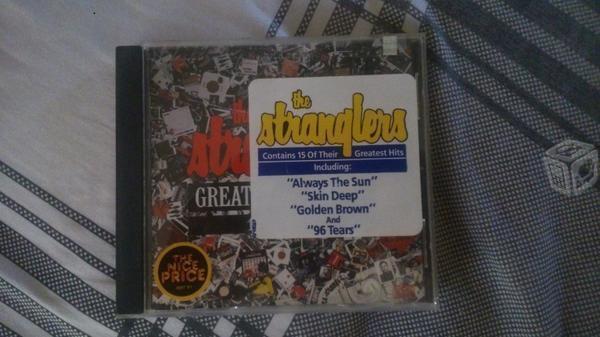 the
stranglers
Contains 15 Of Their Greatest Hits
Including:
"Always The Sun"
"Skin Deep"
"Golden Brown"
And
"96 Tears"
the
GREAT
THE
NICE
PRICE